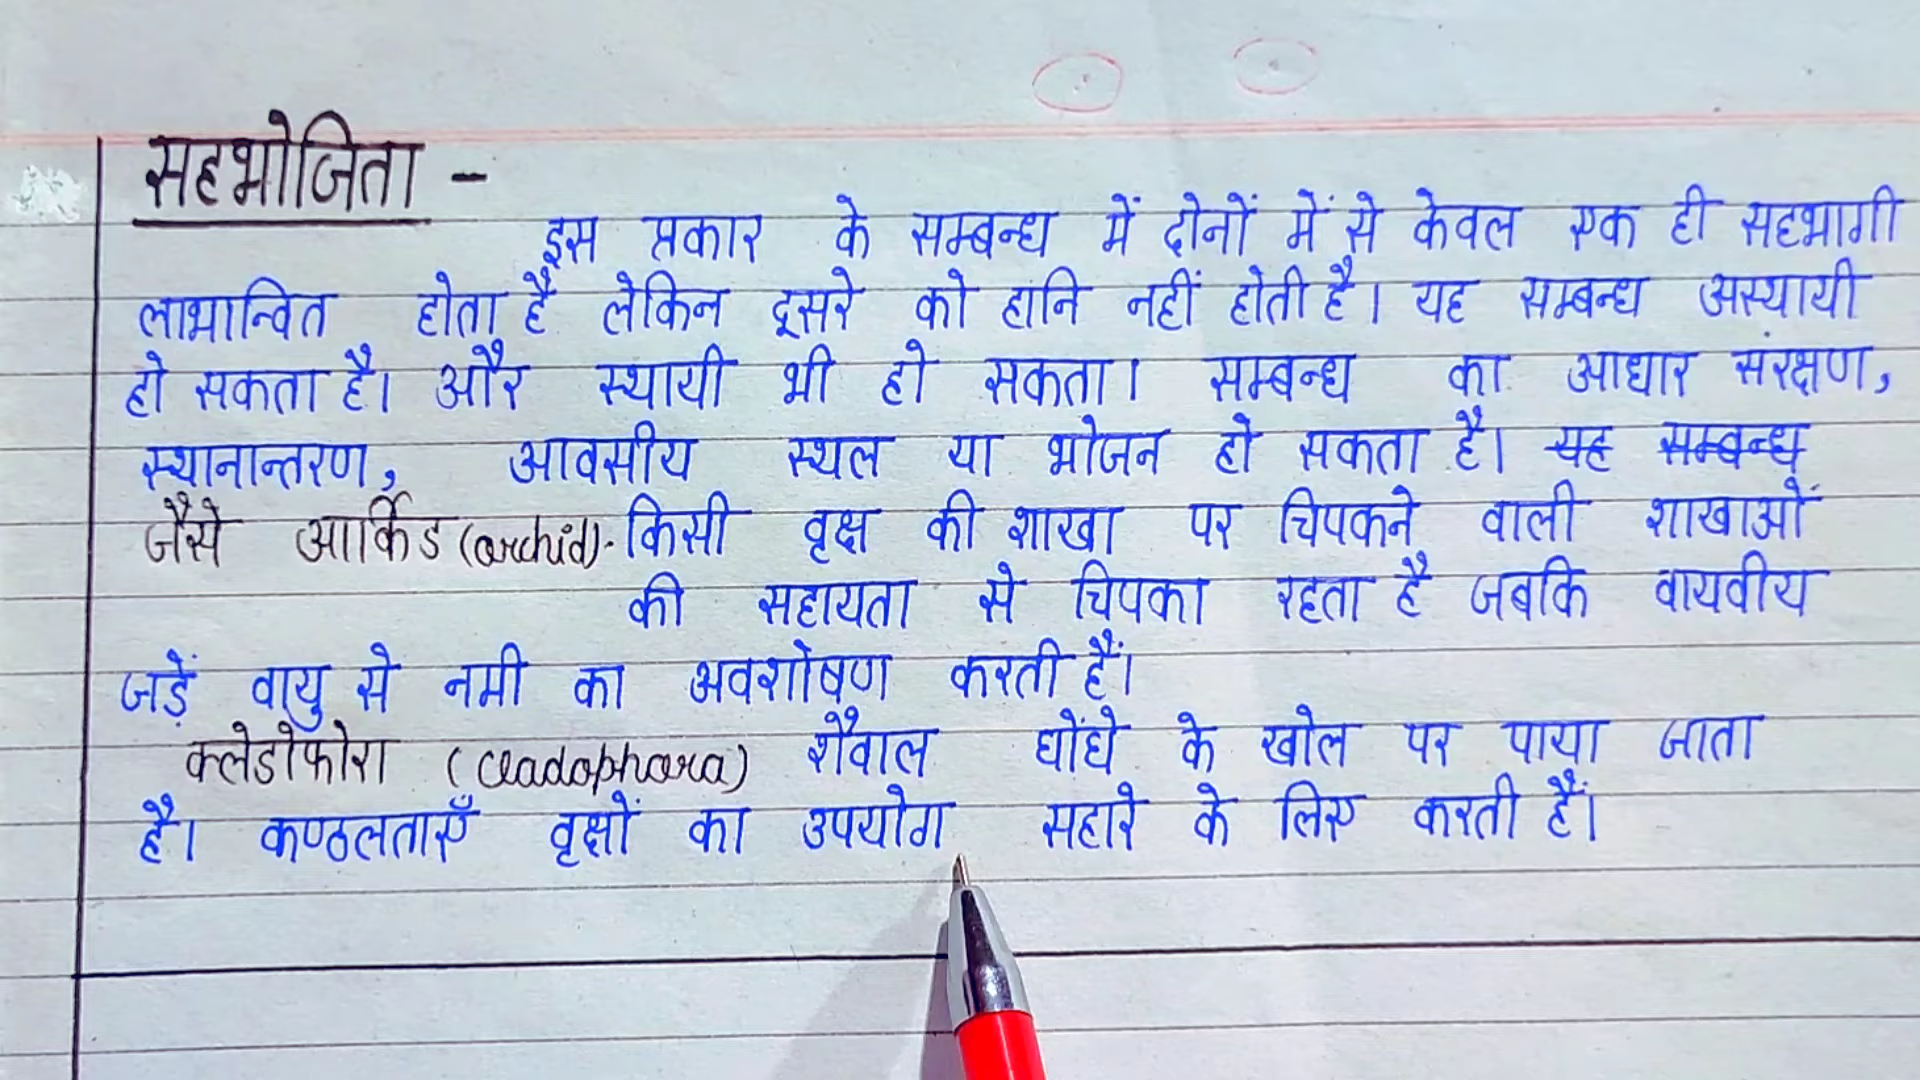 सहभोजिता -
इस प्रकार के सम्बन्ध में दोनों में से केवल एक ही सहभागी
लाभान्वित होता है लेकिन दूसरे को हानि नहीं होती है। यह सम्बन्ध अस्थायी
हो सकता है। और स्थायी भी हो सकता। सम्बन्ध का आधार संरक्षण,
स्थानान्तरण, आवसीय स्थल या भोजन हो सकता है। यह सम्बन्ध
जैसे आर्किड (orchid)- किसी वृक्ष की शाखा पर चिपकने वाली शाखाओं
की सहायता से चिपका रहता है जबकि वायवीय
जड़ें वायु से नमी का अवशोषण करती हैं।
क्लेडोफोरा (Cladophora) शैवाल घोंघे के खोल पर पाया जाता
है। कण्ठलताएँ वृक्षों का उपयोग सहारे के लिए करती हैं।